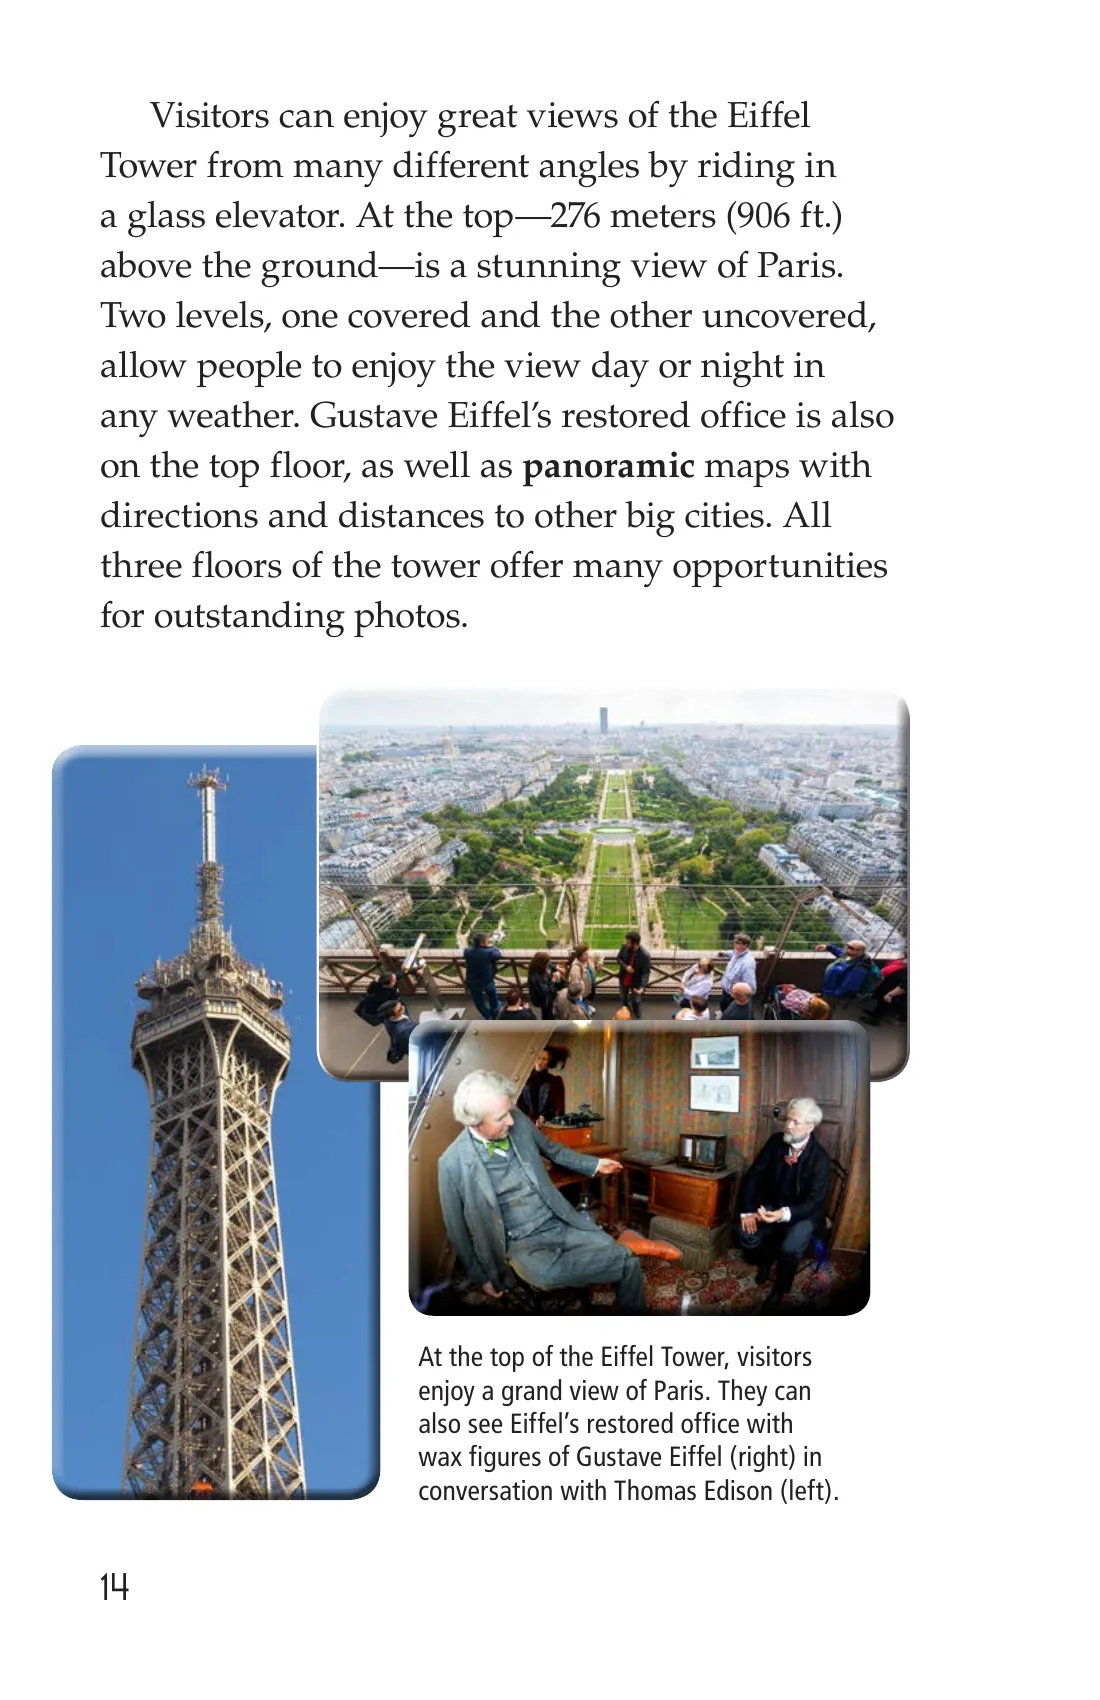 Visitors can enjoy great views of the Eiffel
Tower from many different angles by riding in
a glass elevator. At the top—276 meters (906 ft.)
above the ground—is a stunning view of Paris.
Two levels, one covered and the other uncovered,
allow people to enjoy the view day or night in
any weather. Gustave Eiffel’s restored office is also
on the top floor, as well as panoramic maps with
directions and distances to other big cities. All
three floors of the tower offer many opportunities
for outstanding photos.
At the top of the Eiffel Tower, visitors
enjoy a grand view of Paris. They can
also see Eiffel’s restored office with
wax figures of Gustave Eiffel (right) in
conversation with Thomas Edison (left).
14